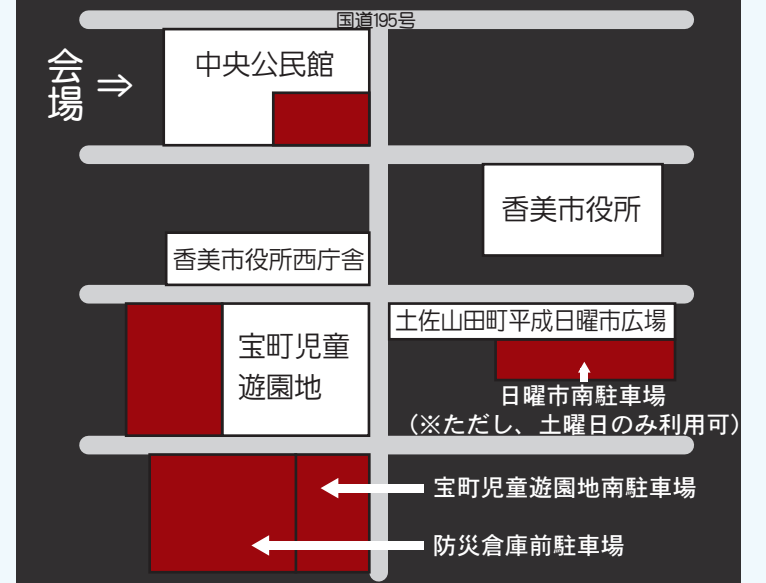 国道195号
会場 ⇒
中央公民館
香美市役所
香美市役所西庁舎
土佐山田町平成日曜市広場
宝町児童
遊園地
日曜市南駐車場
（※ただし、土曜日のみ利用可）
宝町児童遊園地南駐車場
防災倉庫前駐車場